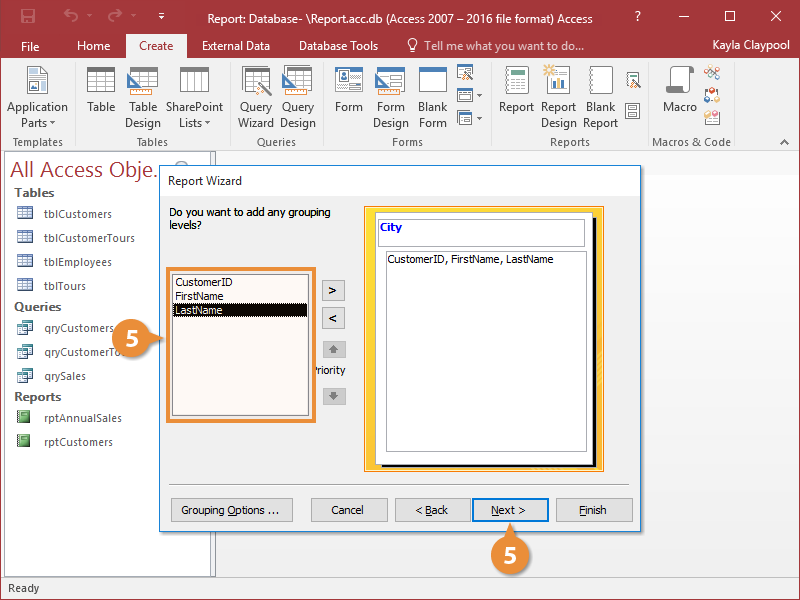 Report: Database- \Report.acc.db (Access 2007 – 2016 file format) Access
?
File
Home
Create
External Data
Database Tools
Tell me what you want to do...
Kayla Claypool
Application Parts
Table
Table Design
SharePoint Lists
Query Wizard
Query Design
Form
Form Design
Blank Form
Report
Report Design
Blank Report
Macro
Templates
Tables
Queries
Forms
Reports
Macros & Code
All Access Obje...
Tables
tblCustomers
tblCustomerTours
tblEmployees
tblTours
Queries
qryCustomers
qryCustomerTo
qrySales
Reports
rptAnnualSales
rptCustomers
Report Wizard
Do you want to add any grouping
levels?
CustomerID
FirstName
LastName
>
<
Priority
City
CustomerID, FirstName, LastName
5
Grouping Options ...
Cancel
< Back
Next >
Finish
5
Ready